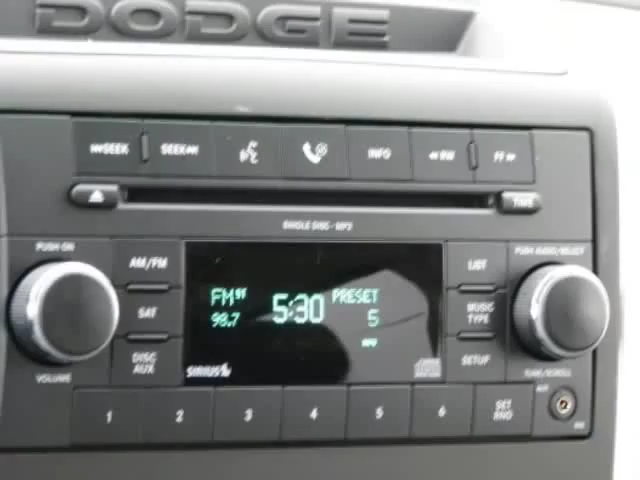 DODGE
SEEK
SEEK
INFO
RW
FF
TIME
SINGLE DISC - MP3
PUSH ON
AM/FM
SAT
DISC
AUX
VOLUME
FM ST
98.7
5:30
PRESET
5
SIRIUS
LIST
MUSIC
TYPE
SETUP
PUSH AUDIO/SELECT
TUNE/SCROLL
1
2
3
4
5
6
SET
RND
AUX